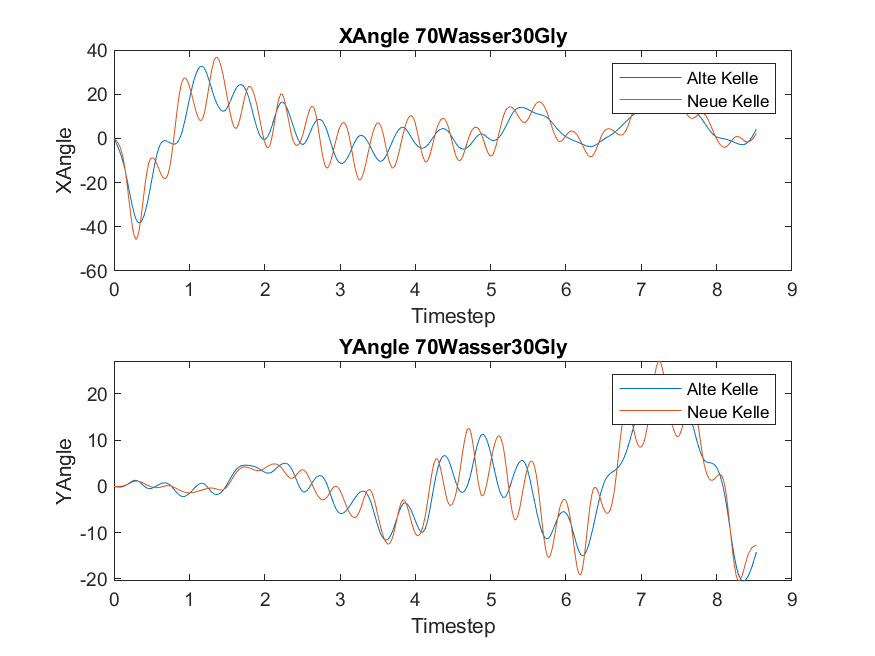 XAngle 70Wasser30Gly
40
20
0
-20
-40
-60
XAngle
Alte Kelle
Neue Kelle
0 1 2 3 4 5 6 7 8 9
Timestep
YAngle 70Wasser30Gly
20
10
0
-10
-20
YAngle
Alte Kelle
Neue Kelle
0 1 2 3 4 5 6 7 8 9
Timestep